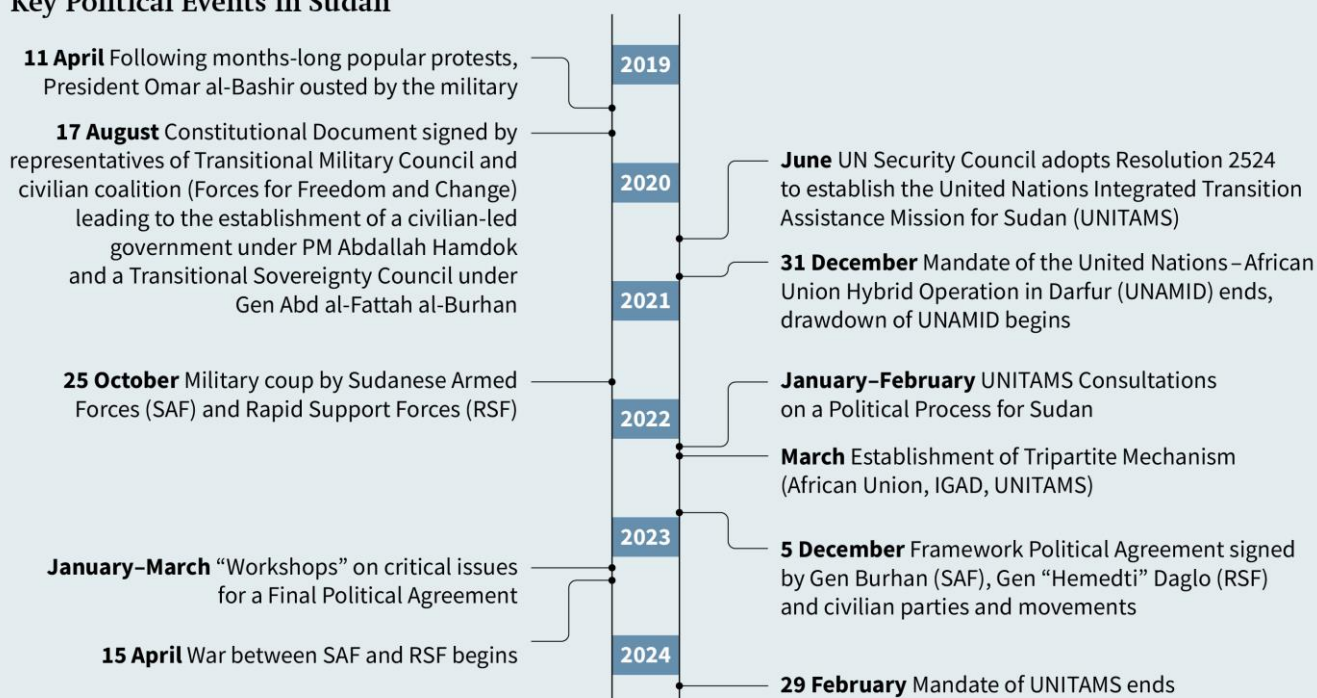 Key Political Events in Sudan
2019
11 April Following months-long popular protests,
President Omar al-Bashir ousted by the military
17 August Constitutional Document signed by
representatives of Transitional Military Council and
civilian coalition (Forces for Freedom and Change)
leading to the establishment of a civilian-led
government under PM Abdallah Hamdok
and a Transitional Sovereignty Council under
Gen Abd al-Fattah al-Burhan
2020
June UN Security Council adopts Resolution 2524
to establish the United Nations Integrated Transition
Assistance Mission for Sudan (UNITAMS)
31 December Mandate of the United Nations – African
Union Hybrid Operation in Darfur (UNAMID) ends,
drawdown of UNAMID begins
2021
25 October Military coup by Sudanese Armed
Forces (SAF) and Rapid Support Forces (RSF)
2022
January–February UNITAMS Consultations
on a Political Process for Sudan
March Establishment of Tripartite Mechanism
(African Union, IGAD, UNITAMS)
5 December Framework Political Agreement signed
by Gen Burhan (SAF), Gen “Hemedti” Daglo (RSF)
and civilian parties and movements
2023
January–March “Workshops” on critical issues
for a Final Political Agreement
15 April War between SAF and RSF begins
2024
29 February Mandate of UNITAMS ends